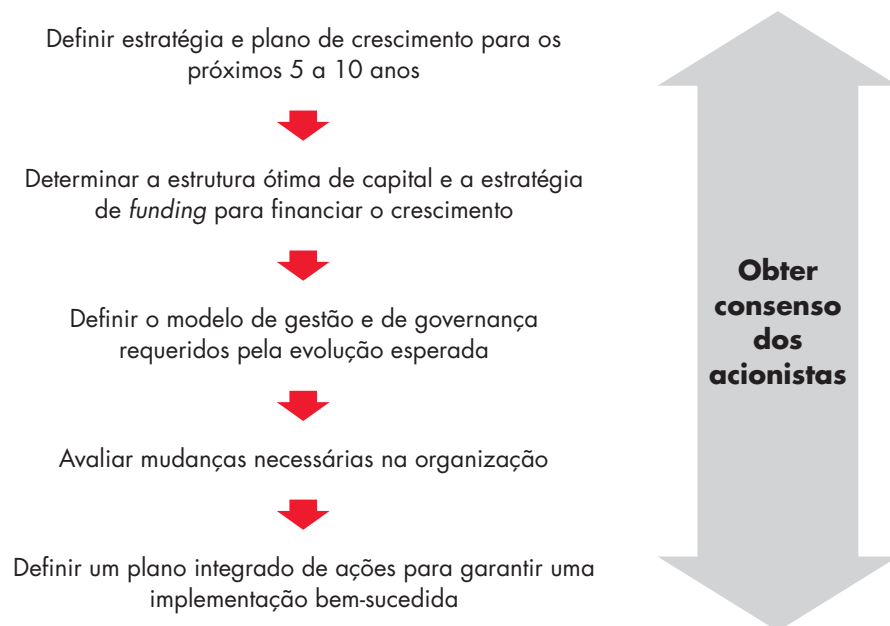 Definir estratégia e plano de crescimento para os
próximos 5 a 10 anos
Determinar a estrutura ótima de capital e a estratégia
de funding para financiar o crescimento
Definir o modelo de gestão e de governança
requeridos pela evolução esperada
Avaliar mudanças necessárias na organização
Definir um plano integrado de ações para garantir uma
implementação bem-sucedida
Obter
consenso
dos
acionistas